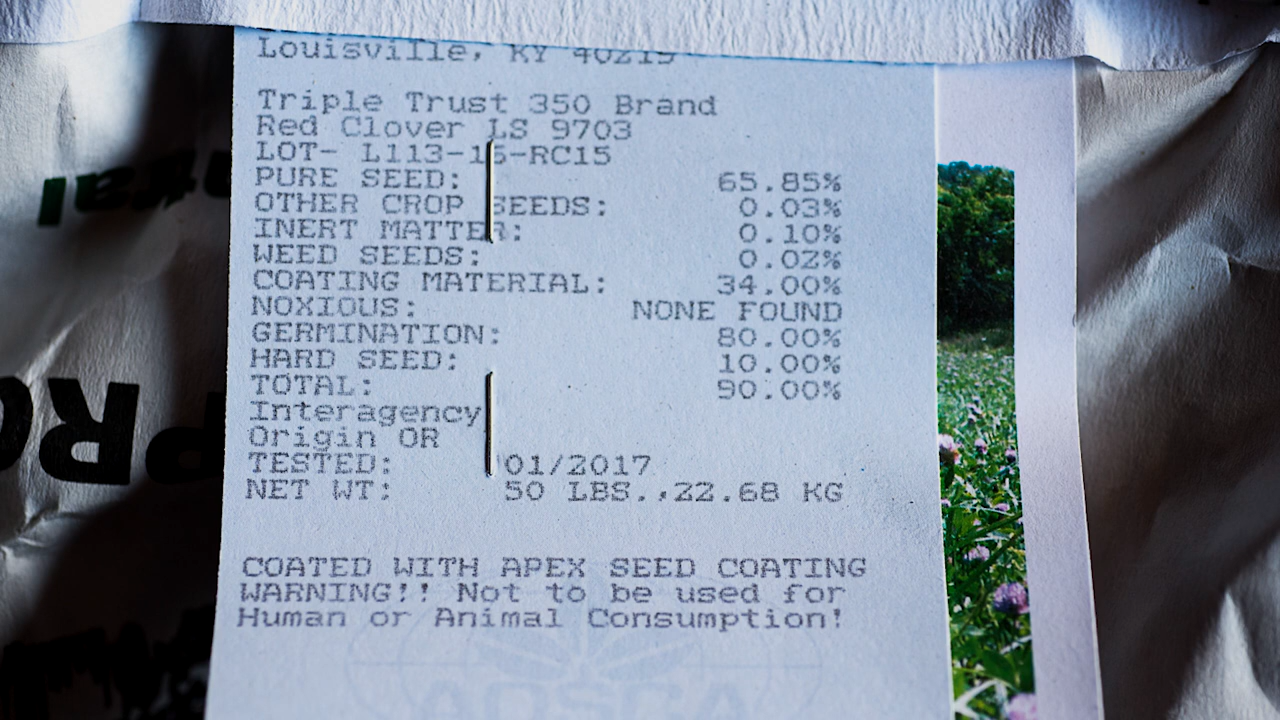 Louisville, KY 40219
Triple Trust 350 Brand
Red Clover LS 9703
LOT- L113-16-RC15
PURE SEED: 65.85%
OTHER CROP SEEDS: 0.03%
INERT MATTER: 0.10%
WEED SEEDS: 0.02%
COATING MATERIAL: 34.00%
NOXIOUS: NONE FOUND
GERMINATION: 80.00%
HARD SEED: 10.00%
TOTAL: 90.00%
Interagency
Origin OR
TESTED: 01/2017
NET WT: 50 LBS.,22.68 KG
COATED WITH APEX SEED COATING
WARNING!! Not to be used for
Human or Animal Consumption!
AOSCA